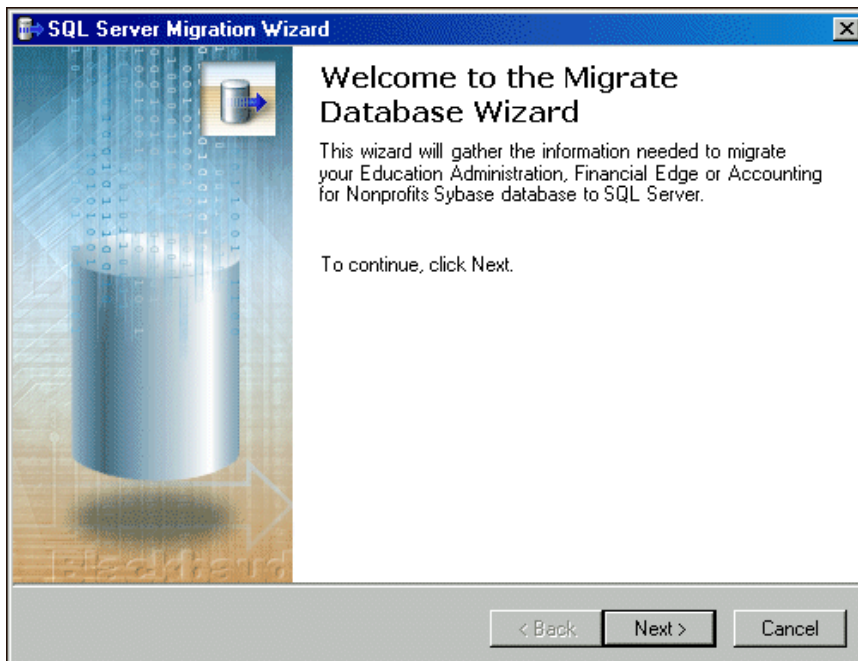 SQL Server Migration Wizard
Welcome to the Migrate
Database Wizard
This wizard will gather the information needed to migrate
your Education Administration, Financial Edge or Accounting
for Nonprofits Sybase database to SQL Server.
To continue, click Next.
Blackbaud
< Back
Next >
Cancel